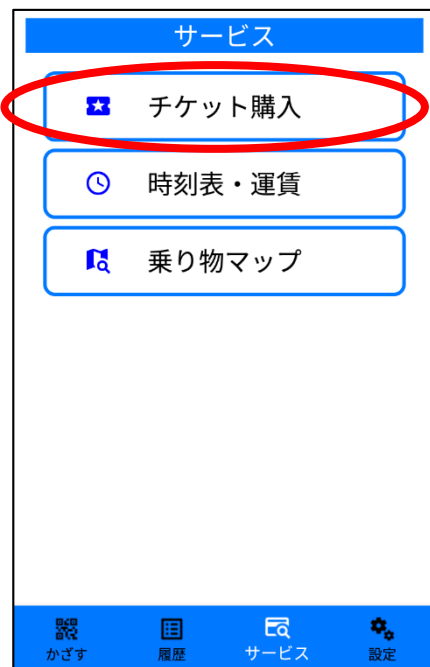 サービス
チケット購入
時刻表・運賃
乗り物マップ
かざす
履歴
サービス
設定